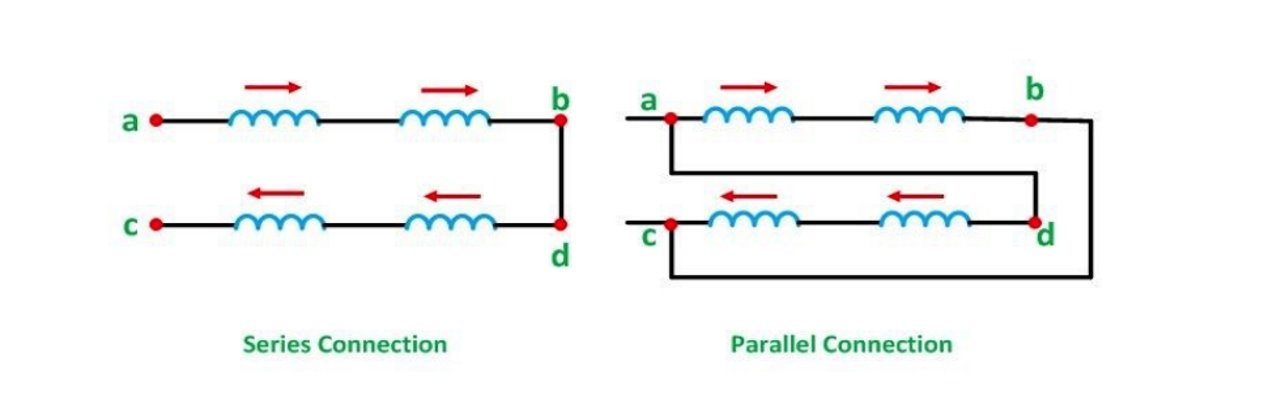 a
b
c
d
Series Connection
a
b
c
d
Parallel Connection